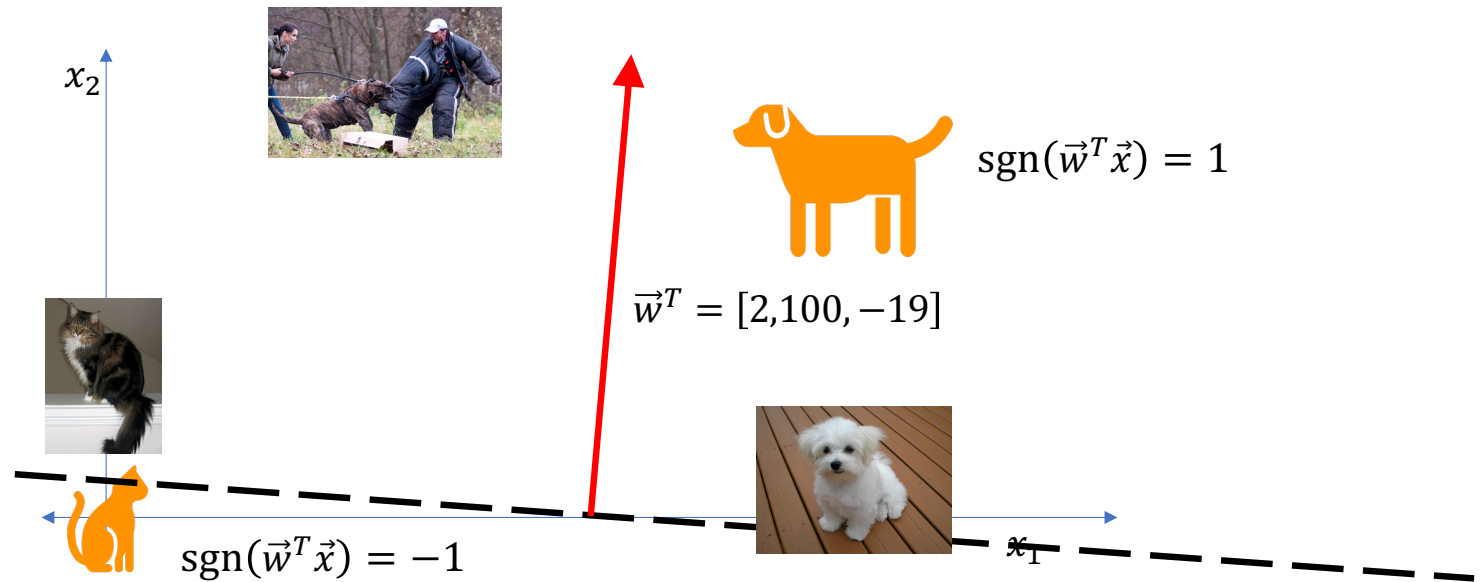 x₂
sgn(w⃗ᵀx⃗) = 1
w⃗ᵀ = [2,100, −19]
x₁
sgn(w⃗ᵀx⃗) = −1